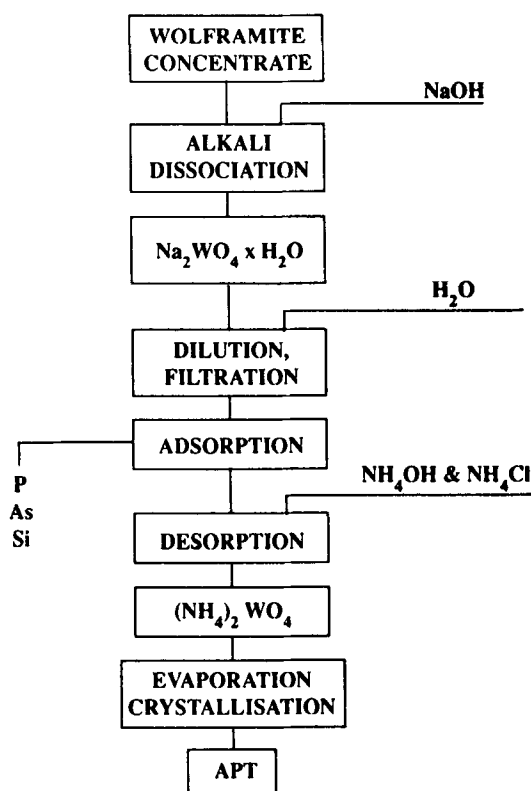 WOLFRAMITE
CONCENTRATE
NaOH
ALKALI
DISSOCIATION
Na₂WO₄ x H₂O
H₂O
DILUTION,
FILTRATION
ADSORPTION
P
As
Si
NH₄OH & NH₄Cl
DESORPTION
(NH₄)₂ WO₄
EVAPORATION
CRYSTALLISATION
APT